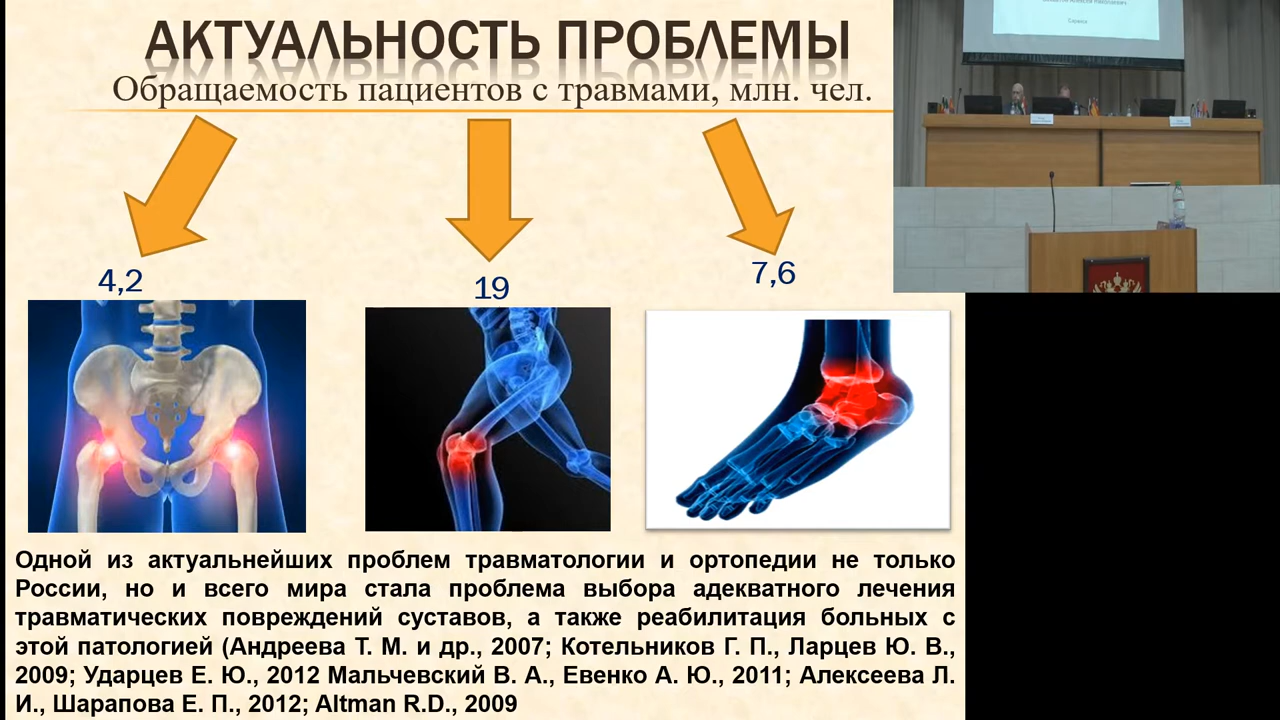 АКТУАЛЬНОСТЬ ПРОБЛЕМЫ
Обращаемость пациентов с травмами, млн. чел.
4,2
19
7,6
Одной из актуальнейших проблем травматологии и ортопедии не только
России, но и всего мира стала проблема выбора адекватного лечения
травматических повреждений суставов, а также реабилитация больных с
этой патологией (Андреева Т. М. и др., 2007; Котельников Г. П., Ларцев Ю. В.,
2009; Ударцев Е. Ю., 2012 Мальчевский В. А., Евенко А. Ю., 2011; Алексеева Л.
И., Шарапова Е. П., 2012; Altman R.D., 2009